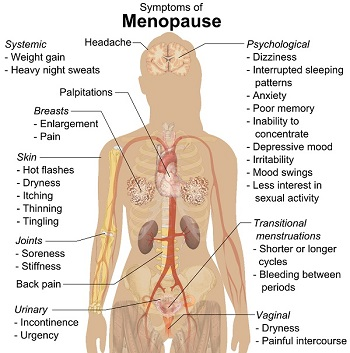 Symptoms of
Menopause
Systemic
- Weight gain
- Heavy night sweats
Headache
Palpitations
Breasts
- Enlargement
- Pain
Skin
- Hot flashes
- Dryness
- Itching
- Thinning
- Tingling
Joints
- Soreness
- Stiffness
Back pain
Urinary
- Incontinence
- Urgency
Psychological
- Dizziness
- Interrupted sleeping
patterns
- Anxiety
- Poor memory
- Inability to
concentrate
- Depressive mood
- Irritability
- Mood swings
- Less interest in
sexual activity
Transitional
menstruations
- Shorter or longer
cycles
- Bleeding between
periods
Vaginal
- Dryness
- Painful intercourse